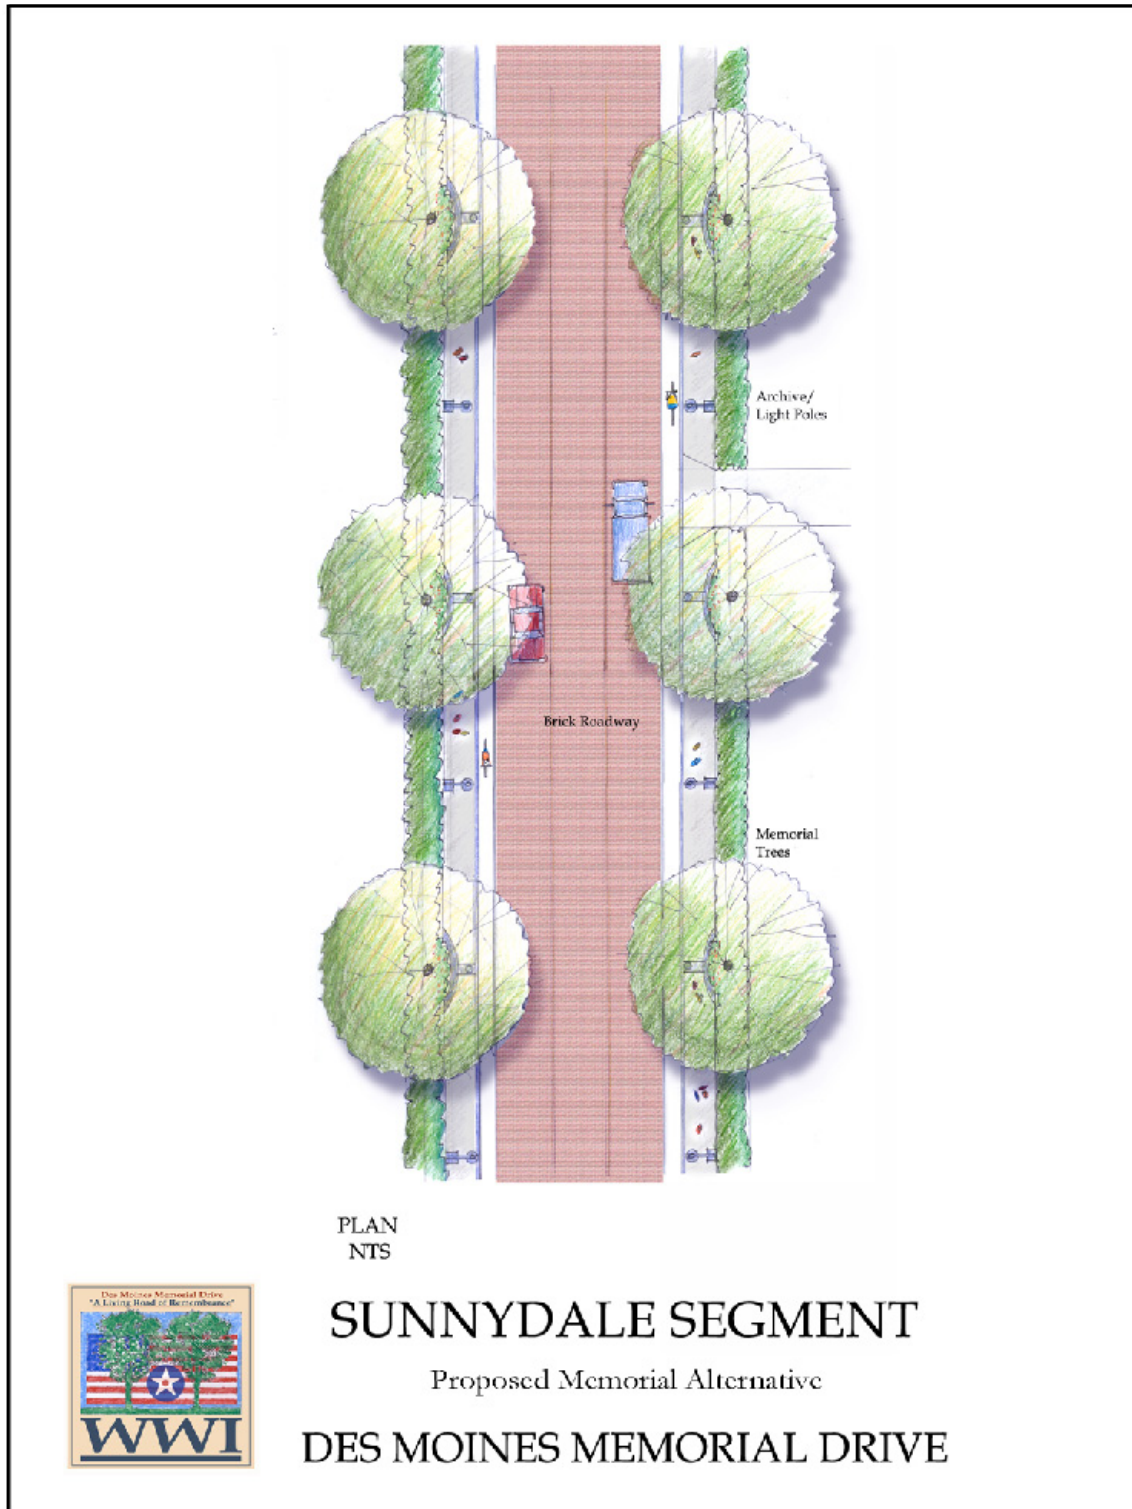 Archive/
Light Poles
Brick Roadway
Memorial
Trees
PLAN
NTS
Des Moines Memorial Drive
"A Living Road of Remembrance"
WWI
SUNNYDALE SEGMENT
Proposed Memorial Alternative
DES MOINES MEMORIAL DRIVE